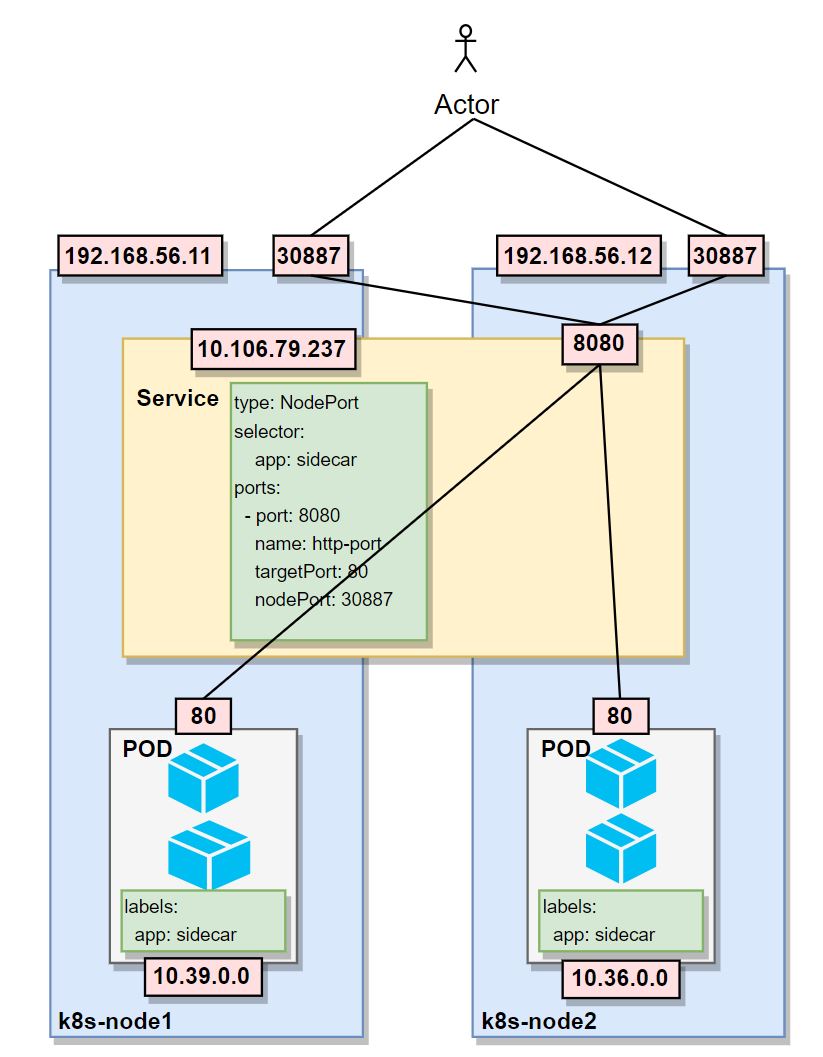 Actor
192.168.56.11
30887
192.168.56.12
30887
10.106.79.237
8080
Service
type: NodePort
selector:
app: sidecar
ports:
- port: 8080
name: http-port
targetPort: 80
nodePort: 30887
80
80
POD
POD
labels:
app: sidecar
labels:
app: sidecar
10.39.0.0
10.36.0.0
k8s-node1
k8s-node2